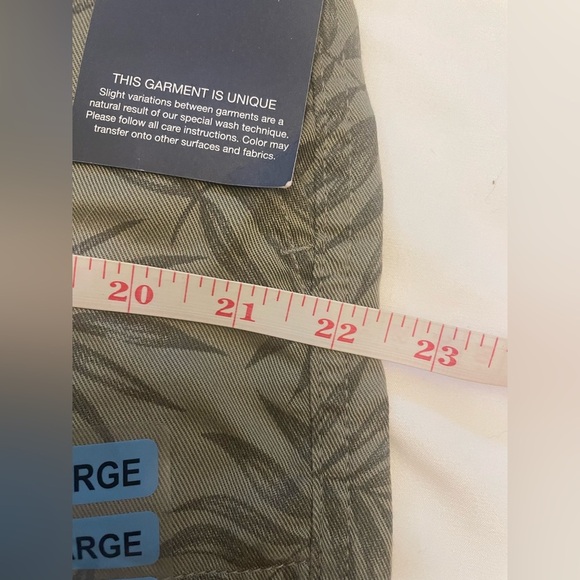 THIS GARMENT IS UNIQUE
Slight variations between garments are a
natural result of our special wash technique.
Please follow all care instructions. Color may
transfer onto other surfaces and fabrics.
20 21 22 23
RGE
ARGE